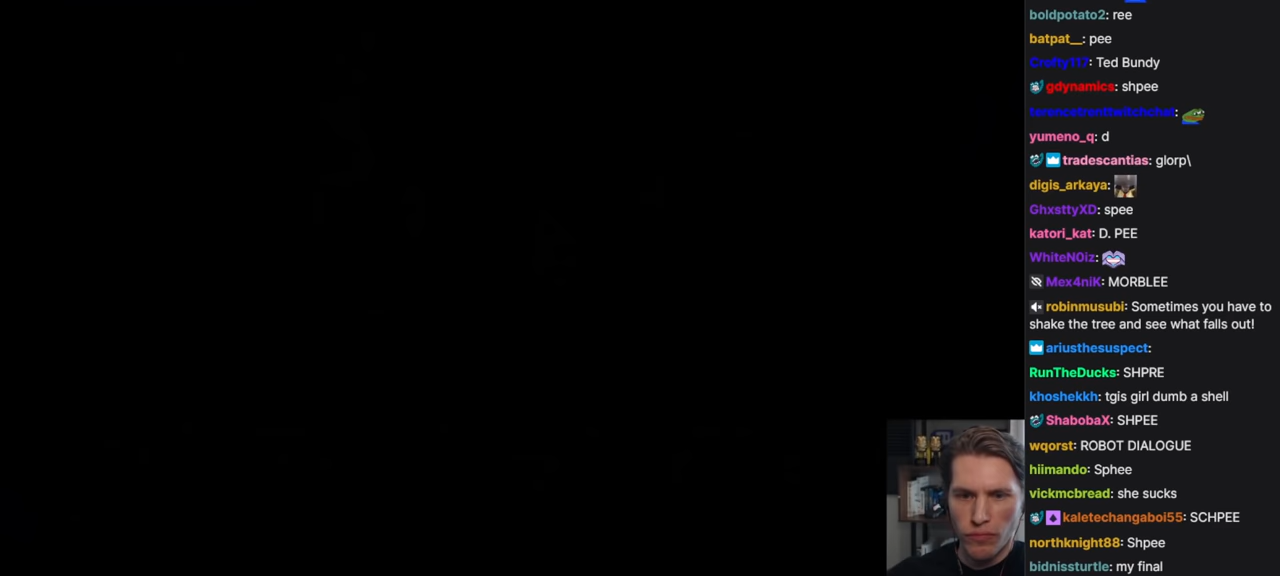 boldpotato2: ree
batpat__: pee
Crofty117: Ted Bundy
gdynamics: shpee
terencetrenttwitchchat:
yumeno_q: d
tradescantias: glorp\
digis_arkaya:
GhxsttyXD: spee
katori_kat: D. PEE
WhiteN0iz:
Mex4niK: MORBLEE
robinmusubi: Sometimes you have to
shake the tree and see what falls out!
ariusthesuspect:
RunTheDucks: SHPRE
khoshekkh: tgis girl dumb a shell
ShabobaX: SHPEE
wqorst: ROBOT DIALOGUE
hiimando: Sphee
vickmcbread: she sucks
kaletechangaboi55: SCHPEE
northknight88: Shpee
bidnissturtle: my final